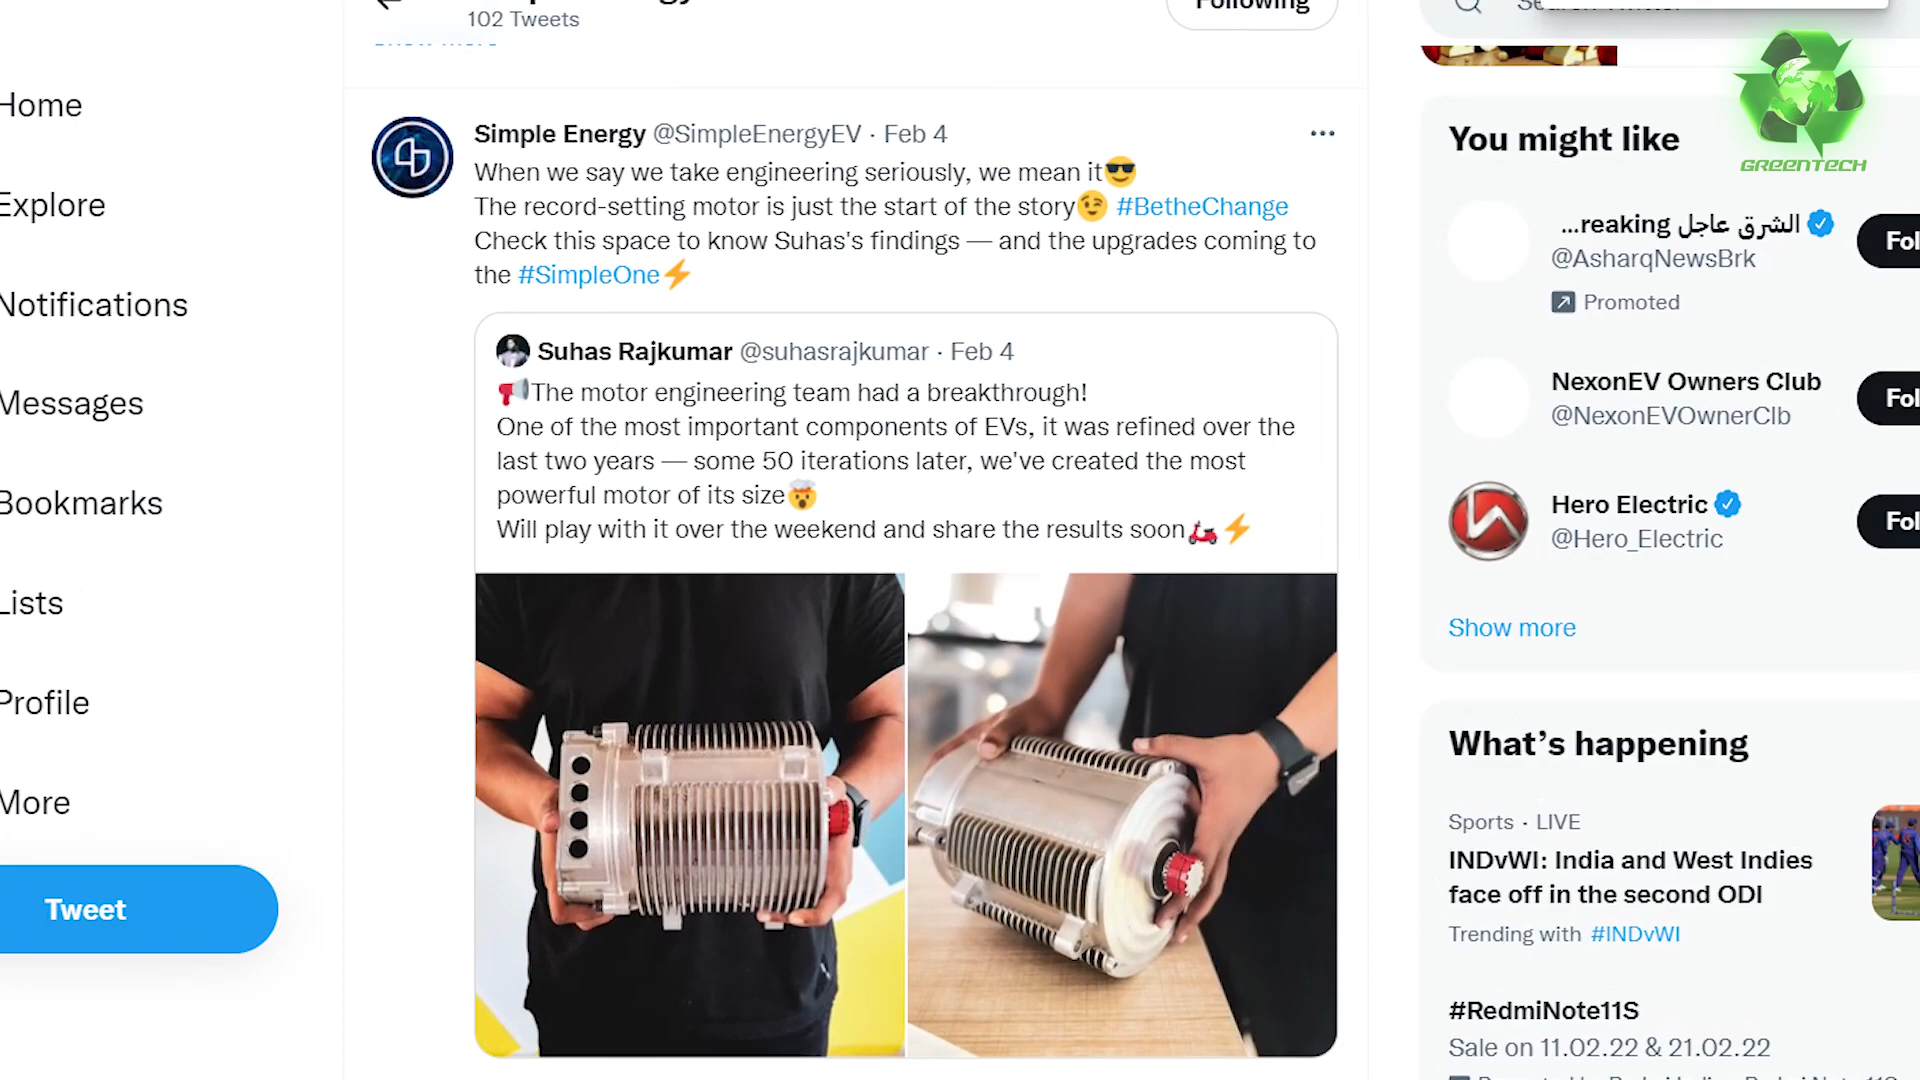 102 Tweets
Following
Home
Explore
Notifications
Messages
Bookmarks
Lists
Profile
More
Tweet
Simple Energy @SimpleEnergyEV · Feb 4
When we say we take engineering seriously, we mean it😎
The record-setting motor is just the start of the story😉 #BetheChange
Check this space to know Suhas's findings — and the upgrades coming to
the #SimpleOne⚡
Suhas Rajkumar @suhasrajkumar · Feb 4
📢The motor engineering team had a breakthrough!
One of the most important components of EVs, it was refined over the
last two years — some 50 iterations later, we've created the most
powerful motor of its size🤯
Will play with it over the weekend and share the results soon🛵⚡
GREENTECH
You might like
...reaking الشرق عاجل
@AsharqNewsBrk
Promoted
Fol
NexonEV Owners Club
@NexonEVOwnerClb
Fol
Hero Electric
@Hero_Electric
Fol
Show more
What's happening
Sports · LIVE
INDvWI: India and West Indies
face off in the second ODI
Trending with #INDvWI
#RedmiNote11S
Sale on 11.02.22 & 21.02.22